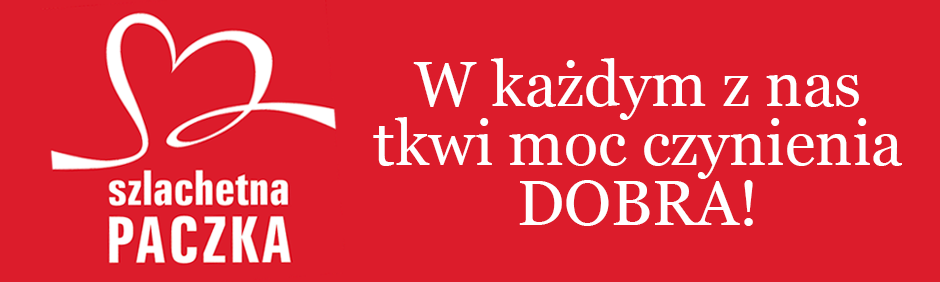 szlachetna
PACZKA
W każdym z nas
tkwi moc czynienia
DOBRA!